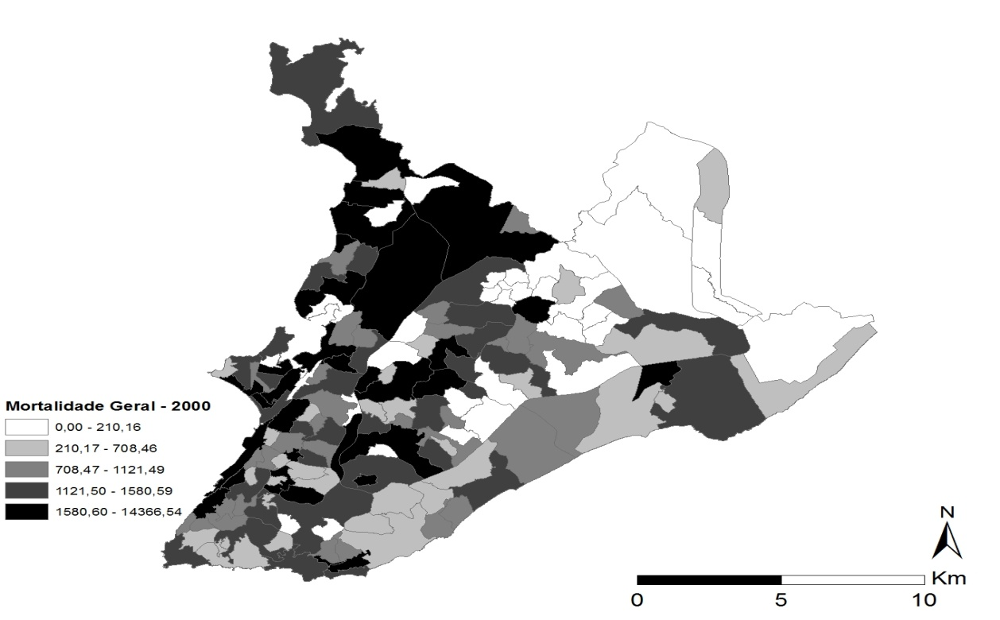 Mortalidade Geral - 2000
0,00 - 210,16
210,17 - 708,46
708,47 - 1121,49
1121,50 - 1580,59
1580,60 - 14366,54
N
Km
0 5 10